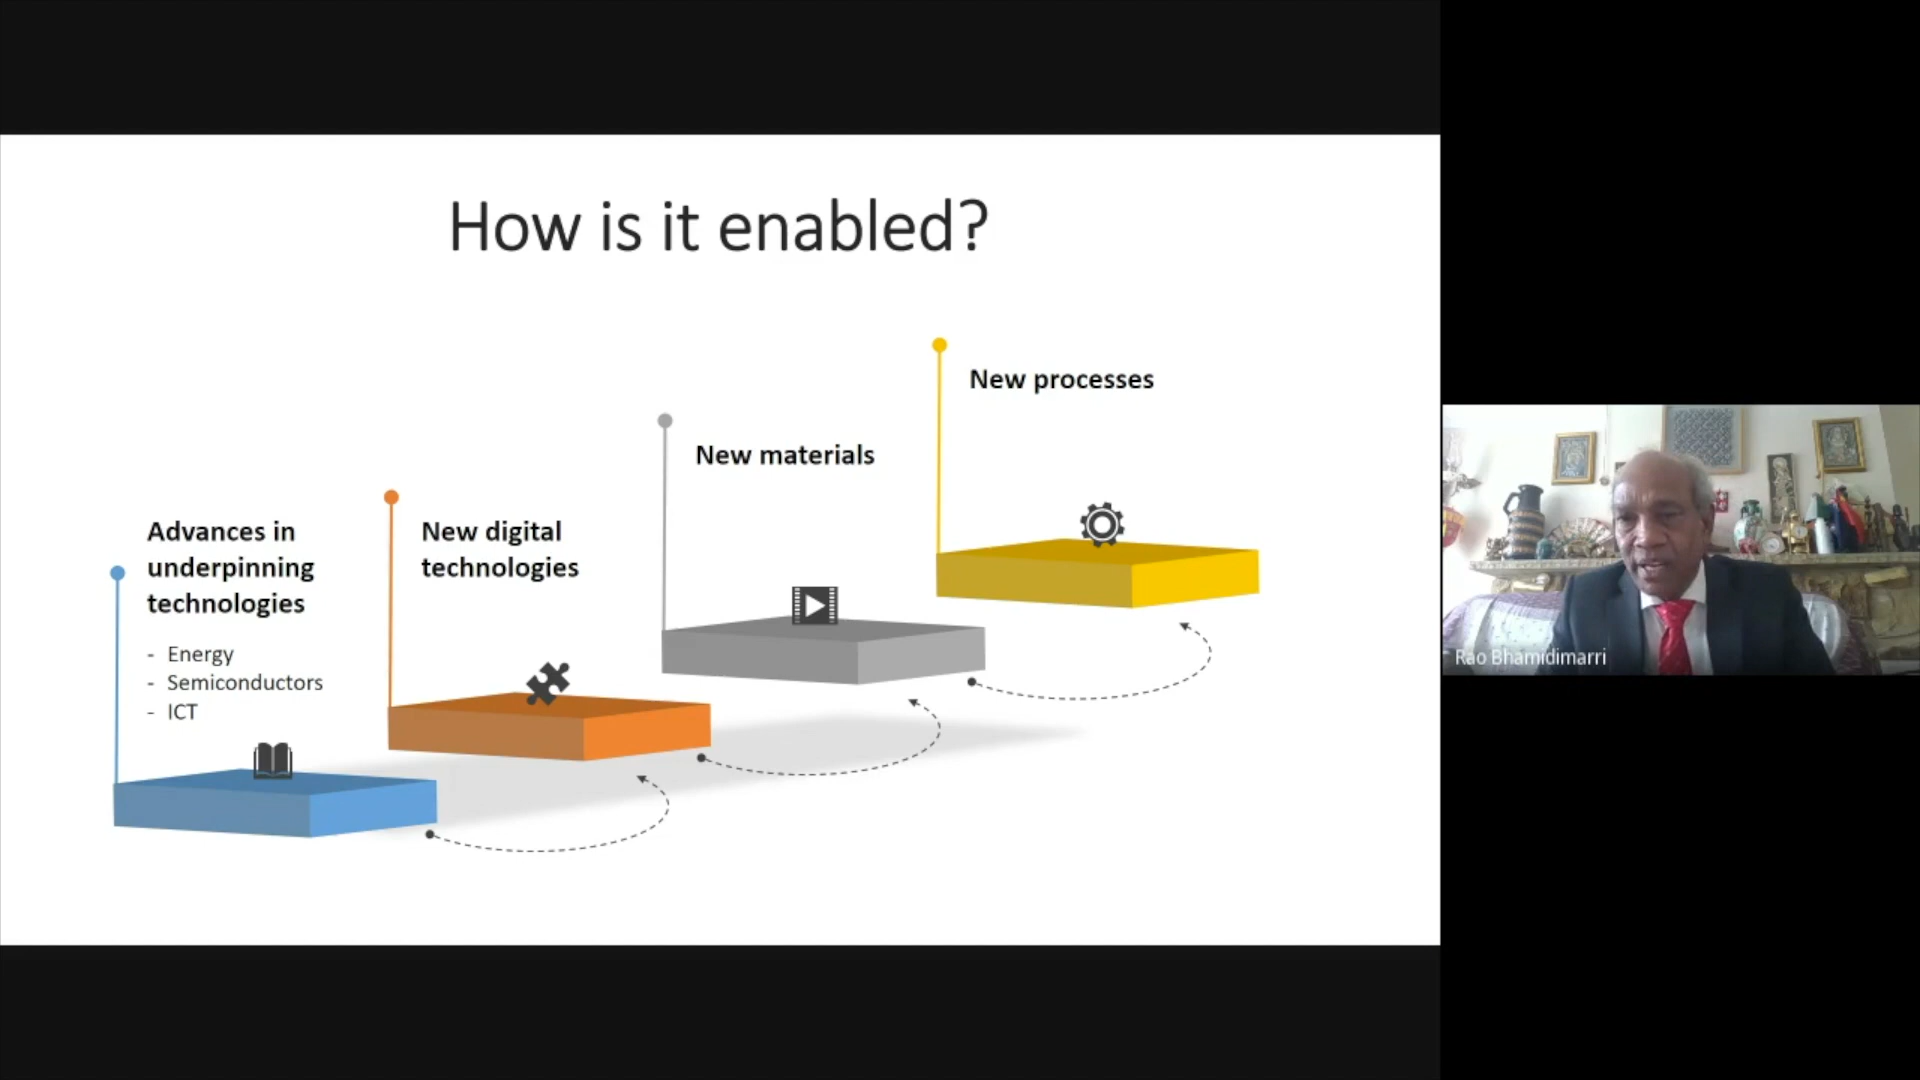 How is it enabled?
New processes
New materials
New digital
technologies
Advances in
underpinning
technologies
- Energy
- Semiconductors
- ICT
Rao Bhamidimarri